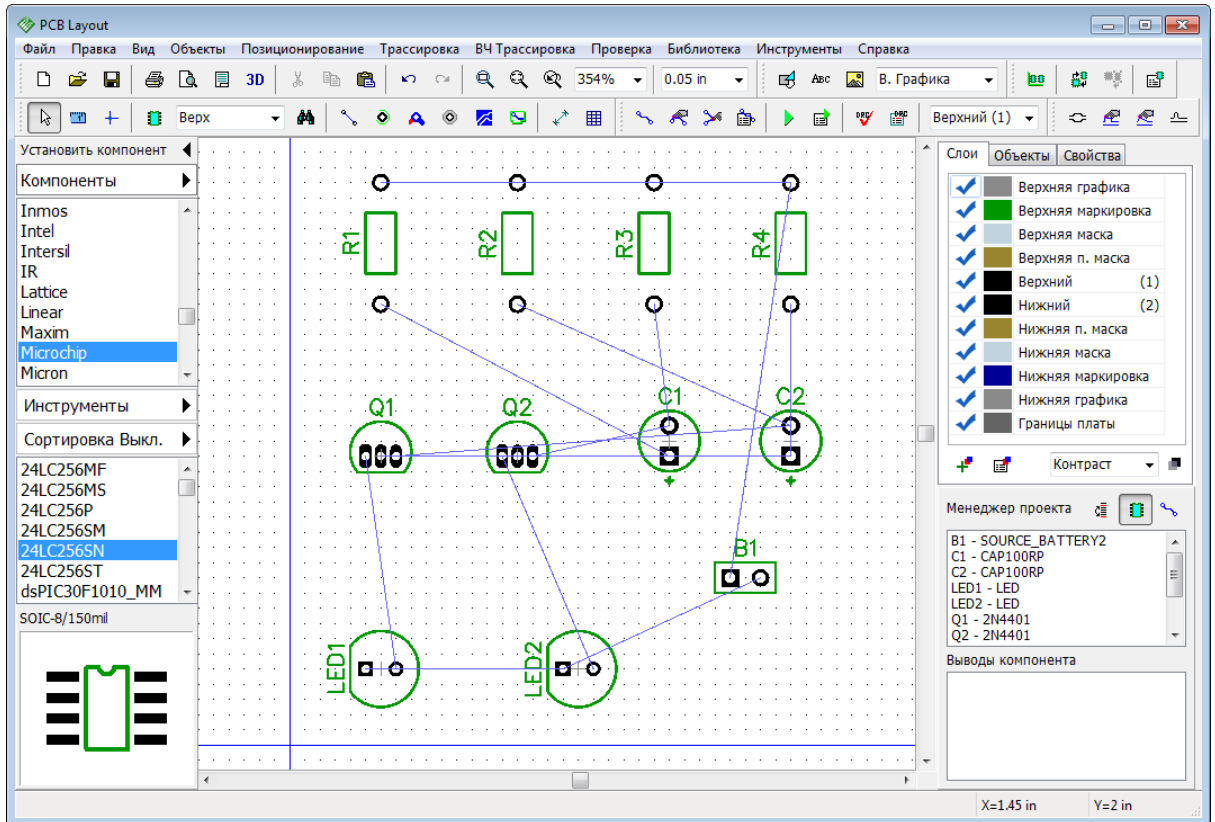 PCB Layout
Файл Правка Вид Объекты Позиционирование Трассировка ВЧ Трассировка Проверка Библиотека Инструменты Справка
3D 354% 0.05 in ABC В. Графика
Верх DRC DRC Верхний (1)
Установить компонент
Компоненты
Inmos
Intel
Intersil
IR
Lattice
Linear
Maxim
Microchip
Micron
Инструменты
Сортировка Выкл.
24LC256MF
24LC256MS
24LC256P
24LC256SM
24LC256SN
24LC256ST
dsPIC30F1010_MM
SOIC-8/150mil
R1 R2 R3 R4
Q1 Q2 C1 C2
+ +
B1
LED1 LED2
Слои Объекты Свойства
Верхняя графика
Верхняя маркировка
Верхняя маска
Верхняя п. маска
Верхний (1)
Нижний (2)
Нижняя п. маска
Нижняя маска
Нижняя маркировка
Нижняя графика
Границы платы
Контраст
Менеджер проекта
B1 - SOURCE_BATTERY2
C1 - CAP100RP
C2 - CAP100RP
LED1 - LED
LED2 - LED
Q1 - 2N4401
Q2 - 2N4401
Выводы компонента
X=1.45 in Y=2 in